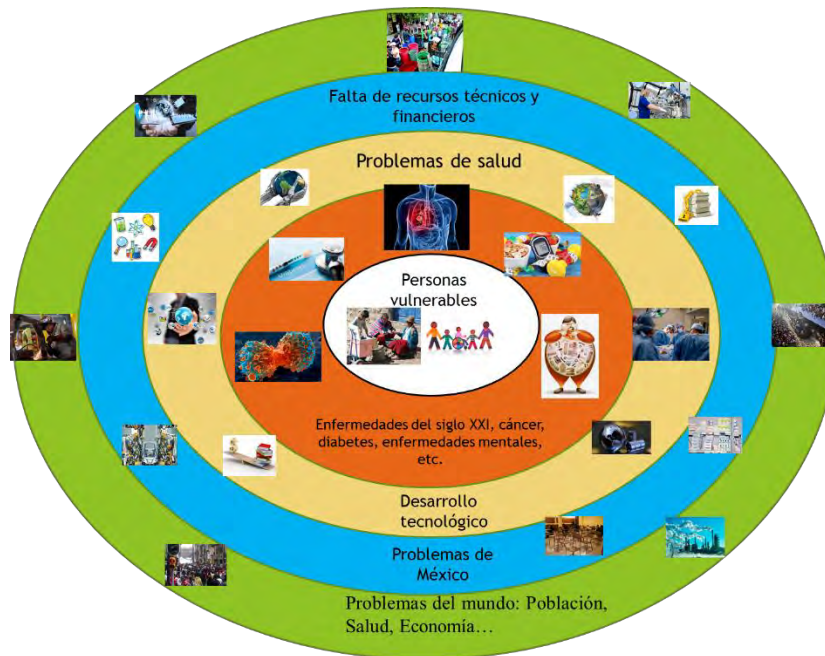 Falta de recursos técnicos y
financieros
Problemas de salud
Personas
vulnerables
Enfermedades del siglo XXI, cáncer,
diabetes, enfermedades mentales,
etc.
Desarrollo
tecnológico
Problemas de
México
Problemas del mundo: Población,
Salud, Economía...